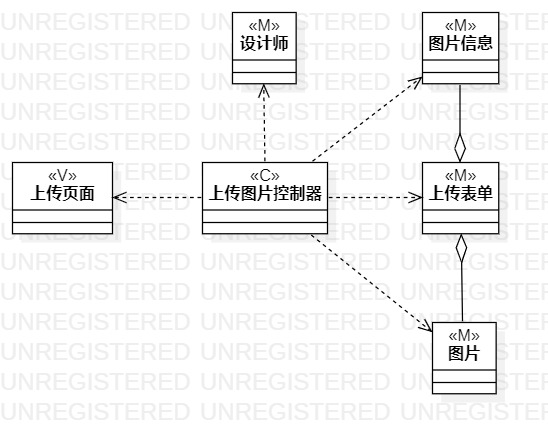 «M»
设计师
«M»
图片信息
«V»
上传页面
«C»
上传图片控制器
«M»
上传表单
«M»
图片
UNREGISTERED UNREGISTERED UNREGISTERED